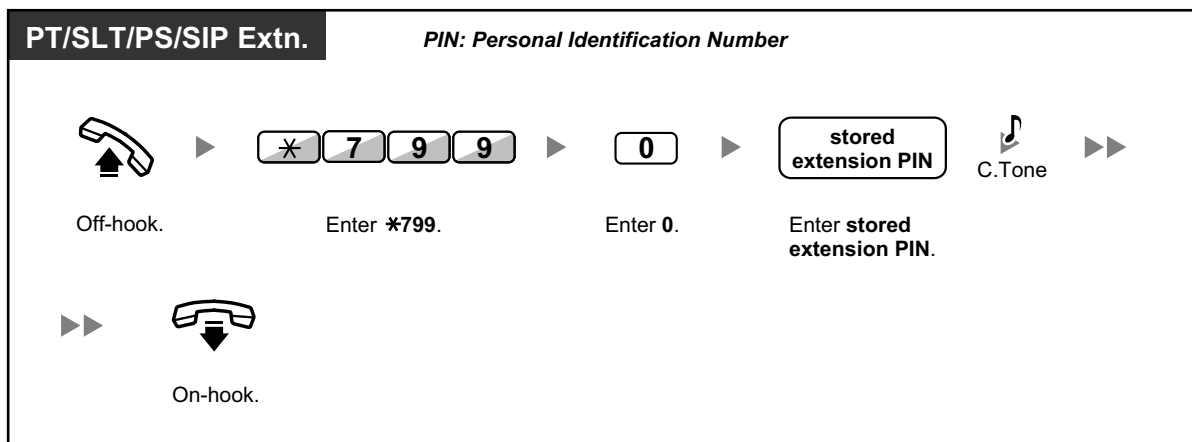 PT/SLT/PS/SIP Extn.
PIN: Personal Identification Number
* 7 9 9
0
stored
extension PIN
C.Tone
Off-hook.
Enter *799.
Enter 0.
Enter stored
extension PIN.
On-hook.